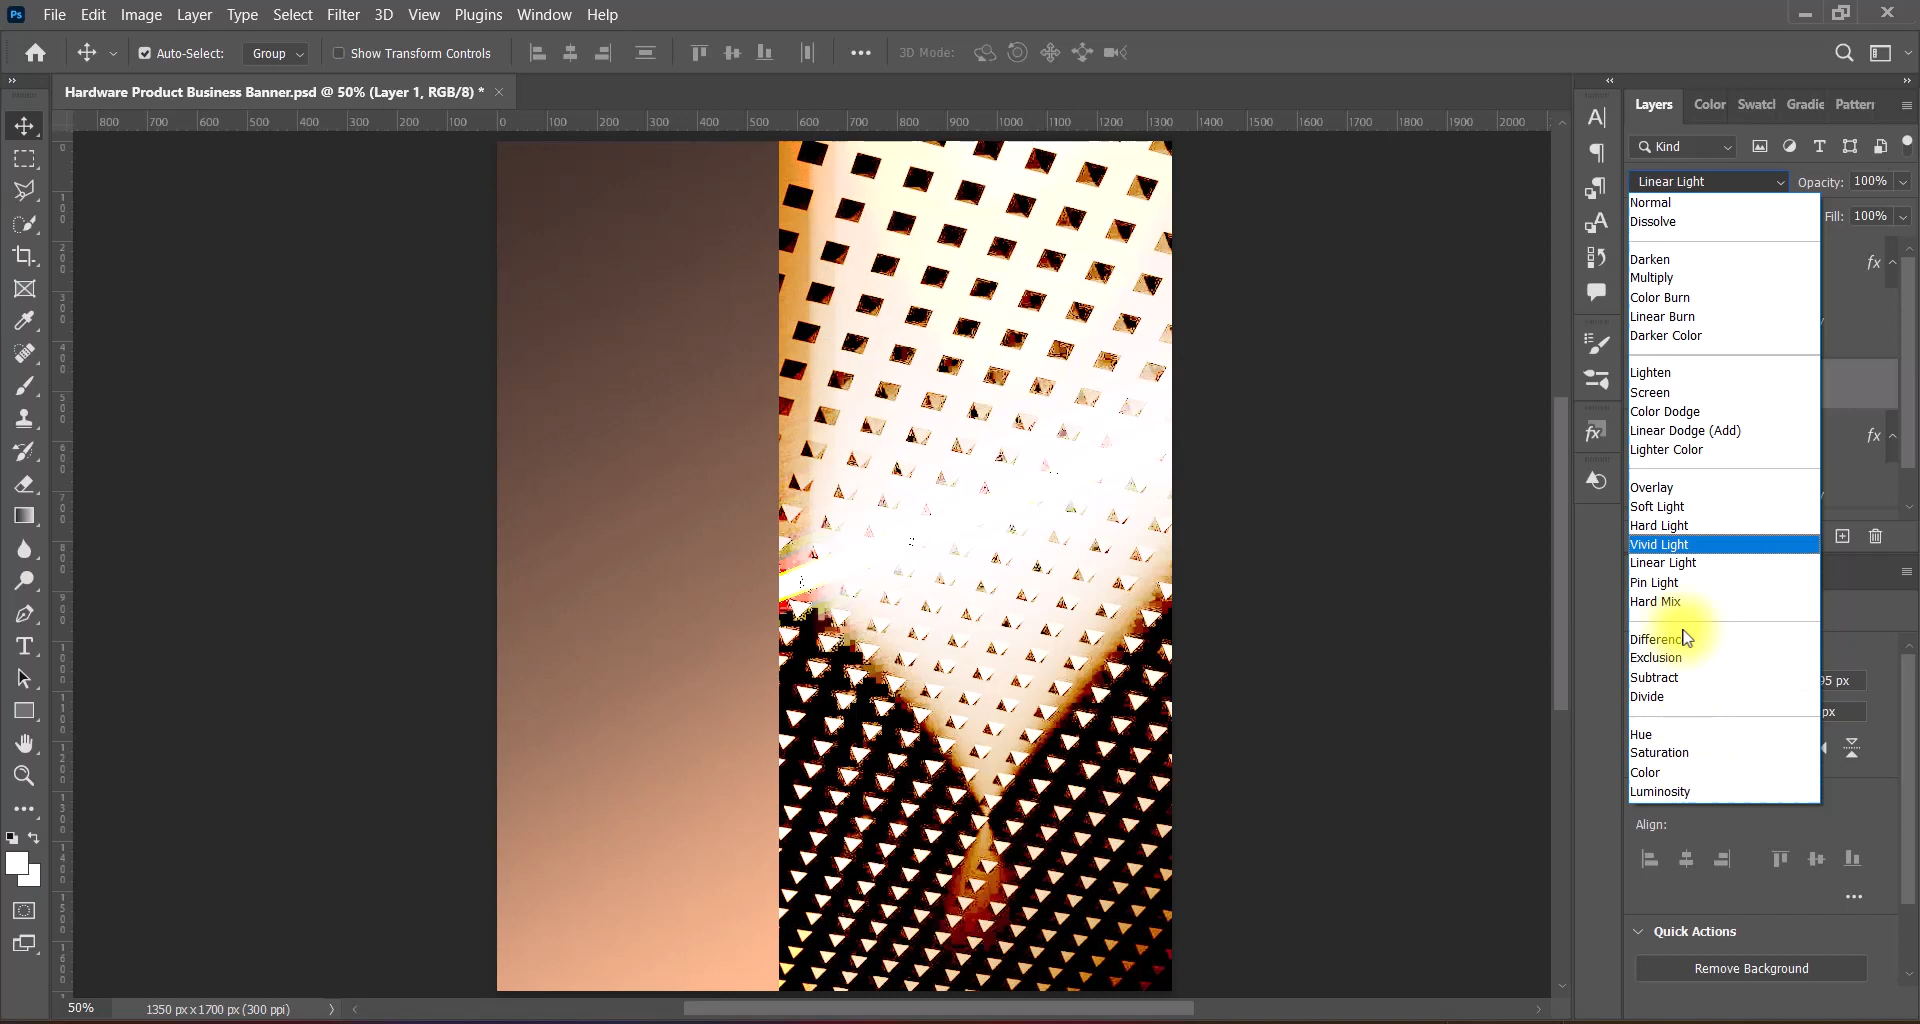 Ps File Edit Image Layer Type Select Filter 3D View Plugins Window Help
Auto-Select: Group Show Transform Controls 3D Mode:
Hardware Product Business Banner.psd @ 50% (Layer 1, RGB/8) *
800 700 600 500 400 300 200 100 0 100 200 300 400 500 600 700 800 900 1000 1100 1200 1300 1400 1500 1600 1700 1800 1900 2000
Layers Color Swatcl Gradie Patterr
Kind
Linear Light Opacity: 100%
Normal
Fill: 100%
Dissolve
Darken
fx
Multiply
Color Burn
Linear Burn
Darker Color
Lighten
Screen
Color Dodge
Linear Dodge (Add)
fx
Lighter Color
Overlay
Soft Light
Hard Light
Vivid Light
Linear Light
Pin Light
Hard Mix
Differenc
Exclusion
Subtract
95 px
Divide
px
Hue
Saturation
Color
Luminosity
Align:
Quick Actions
Remove Background
50% 1350 px x 1700 px (300 ppi)